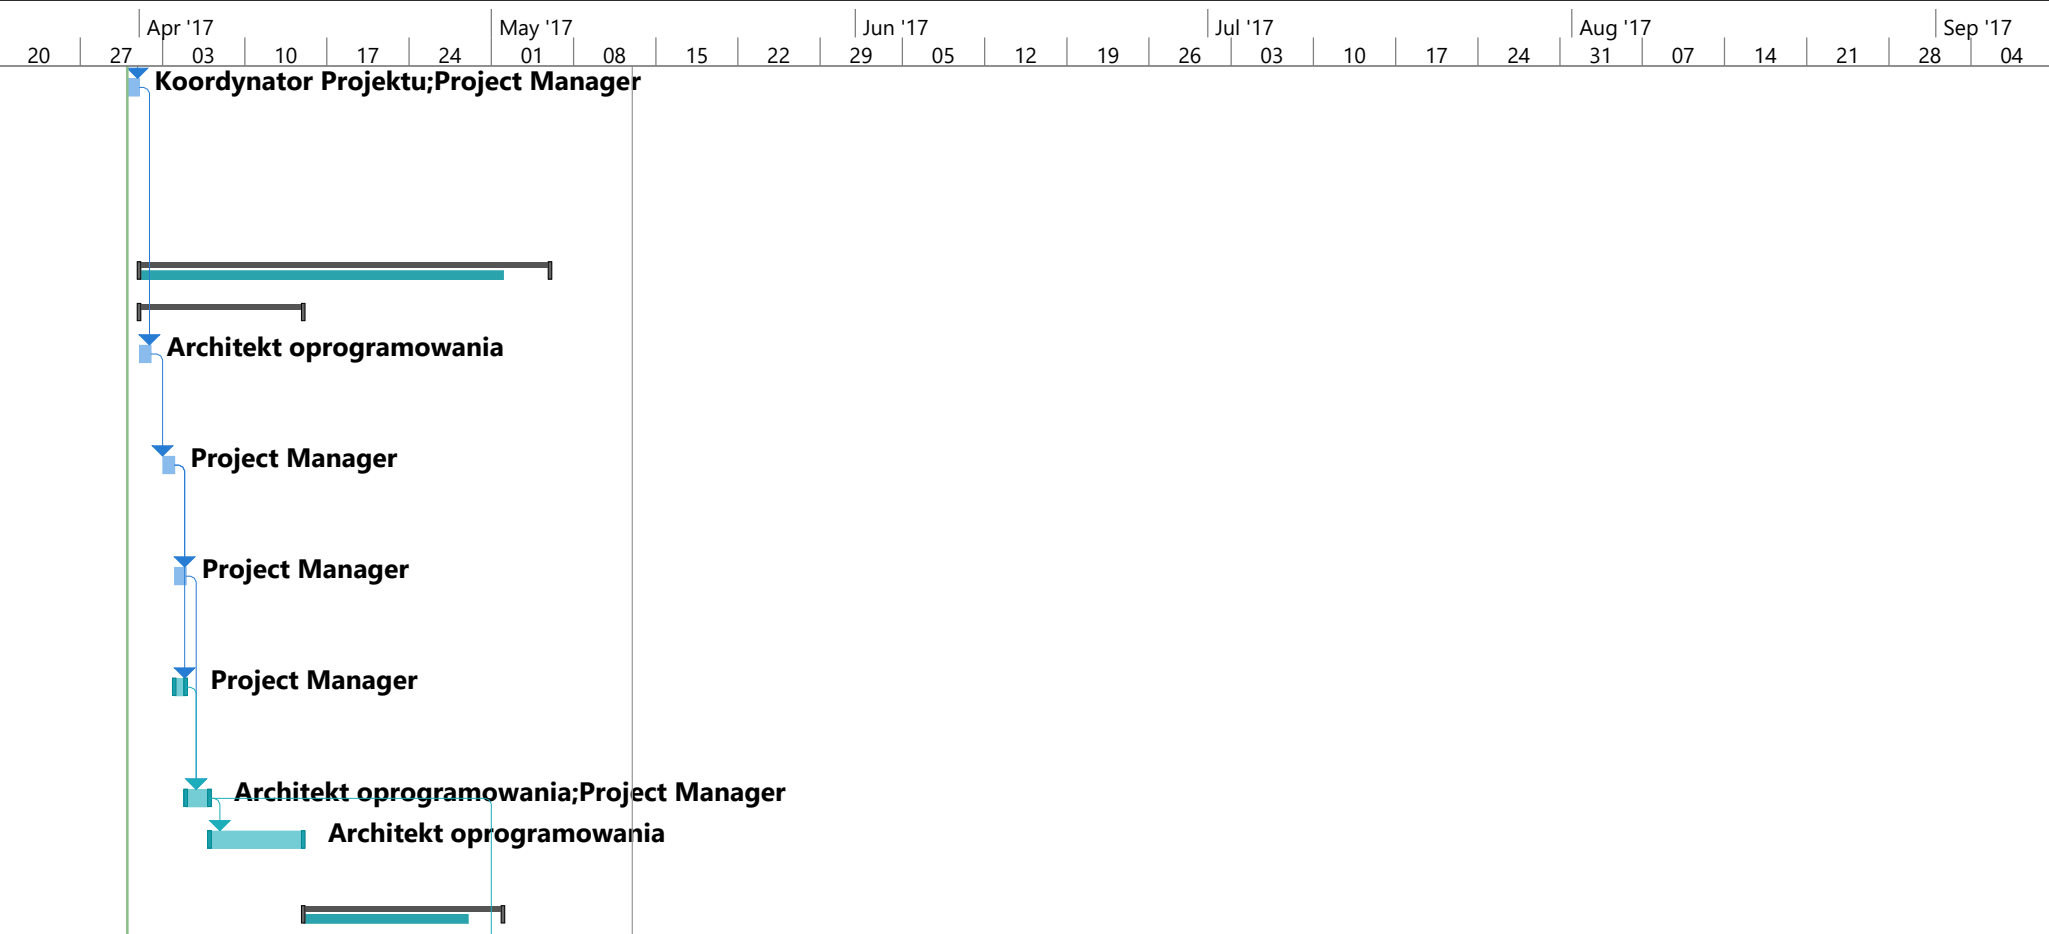 Apr '17 May '17 Jun '17 Jul '17 Aug '17 Sep '17
20 27 03 10 17 24 01 08 15 22 29 05 12 19 26 03 10 17 24 31 07 14 21 28 04
Koordynator Projektu;Project Manager
Architekt oprogramowania
Project Manager
Project Manager
Project Manager
Architekt oprogramowania;Project Manager
Architekt oprogramowania